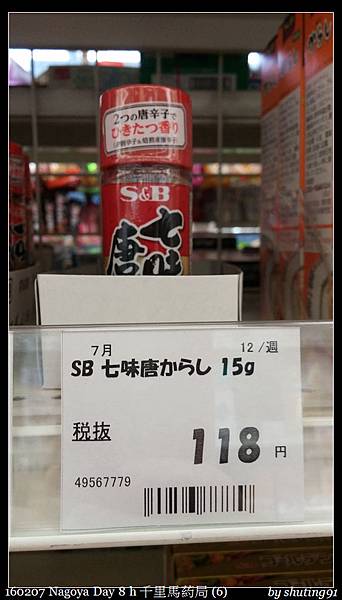 からし
2つの唐辛子で
ひきたつ香り
S&B
七味
唐
7月
12/週
SB 七味唐からし 15g
税抜
118 円
49567779
160207 Nagoya Day 8 h 千里馬葯局 (6)
by shuting91